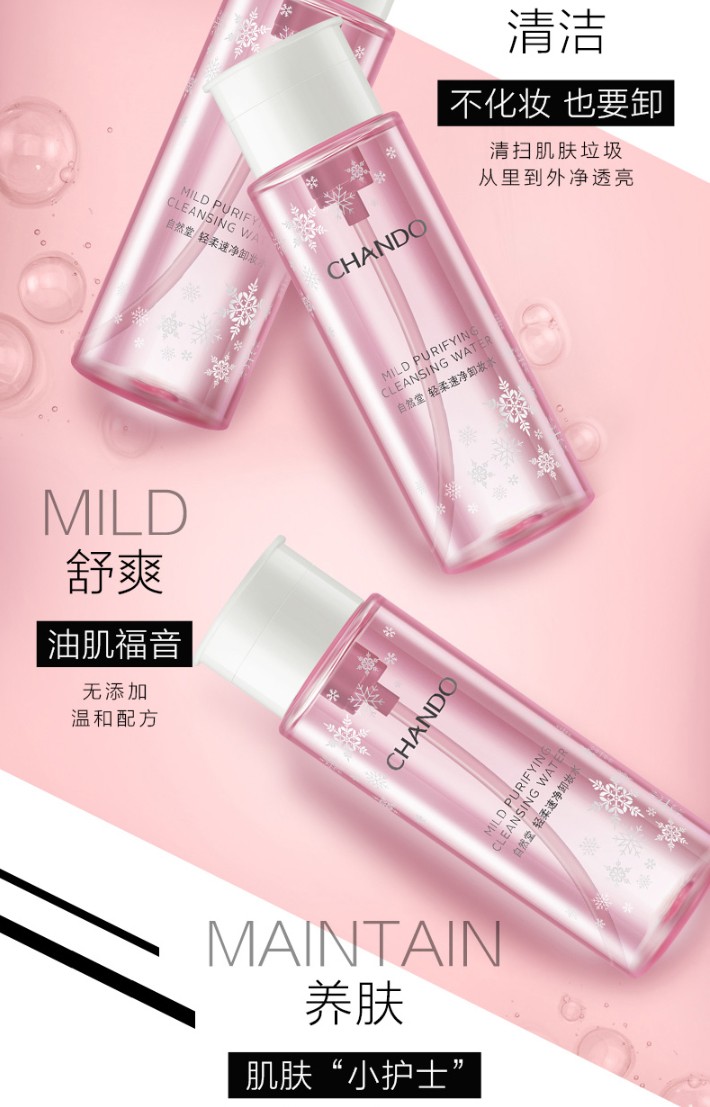 清洁
不化妆 也要卸
清扫肌肤垃圾
从里到外净透亮
MILD PURIFY
CLEANSING WA
自然堂 轻柔速净卸妆
CHANDO
MILD PURIFYING
CLEANSING WATER
自然堂 轻柔速净卸妆水
MILD
舒爽
油肌福音
无添加
温和配方
CHANDO
MILD PURIFYING
CLEANSING WATER
自然堂 轻柔速净卸妆水
MAINTAIN
养肤
肌肤“小护士”